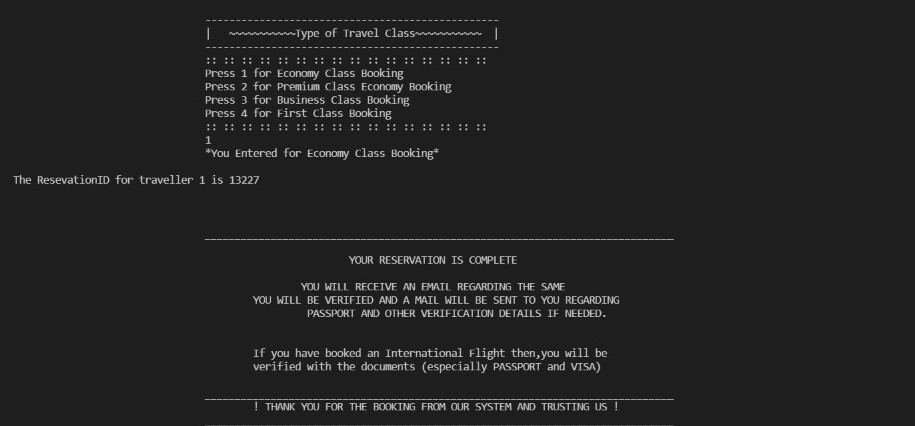 -------------------------------------------------
|   ~~~~~~~~~~~Type of Travel Class~~~~~~~~~~~  |
-------------------------------------------------
:: :: :: :: :: :: :: :: :: :: :: :: :: :: :: ::
Press 1 for Economy Class Booking
Press 2 for Premium Class Economy Booking
Press 3 for Business Class Booking
Press 4 for First Class Booking
:: :: :: :: :: :: :: :: :: :: :: :: :: :: :: ::
1
*You Entered for Economy Class Booking*
The ResevationID for traveller 1 is 13227
______________________________________________________________________________
YOUR RESERVATION IS COMPLETE
YOU WILL RECEIVE AN EMAIL REGARDING THE SAME
YOU WILL BE VERIFIED AND A MAIL WILL BE SENT TO YOU REGARDING
PASSPORT AND OTHER VERIFICATION DETAILS IF NEEDED.
If you have booked an International Flight then,you will be
verified with the documents (especially PASSPORT and VISA)
______________________________________________________________________________
! THANK YOU FOR THE BOOKING FROM OUR SYSTEM AND TRUSTING US !
______________________________________________________________________________